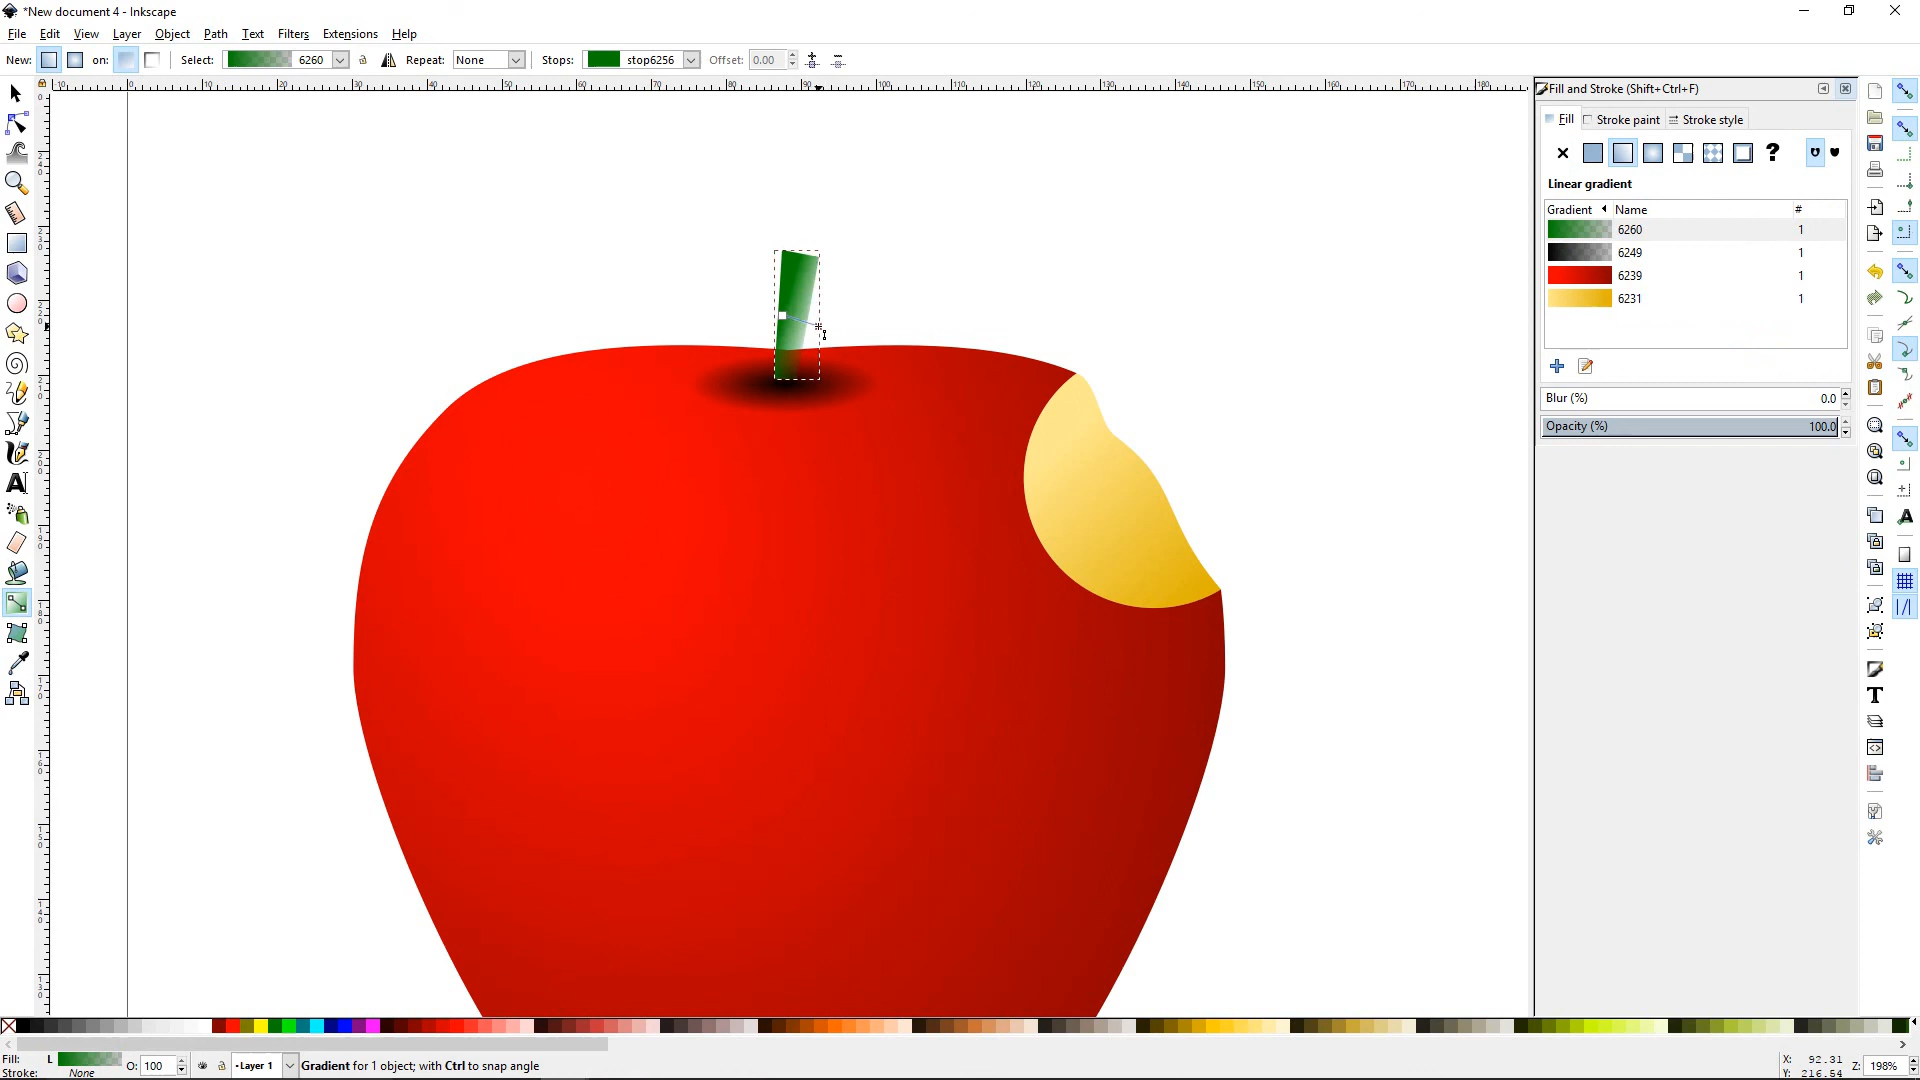 *New document 4 - Inkscape
File Edit View Layer Object Path Text Filters Extensions Help
New: on: Select: 6260 Repeat: None Stops: stop6256 Offset: 0.00
Fill and Stroke (Shift+Ctrl+F)
Fill Stroke paint Stroke style
Linear gradient
Gradient Name #
6260 1
6249 1
6239 1
6231 1
Blur (%) 0.0
Opacity (%) 100.0
Fill: L O: 100 •Layer 1 Gradient for 1 object; with Ctrl to snap angle X: 92.31 Z: 198%
Stroke: None Y: 216.54